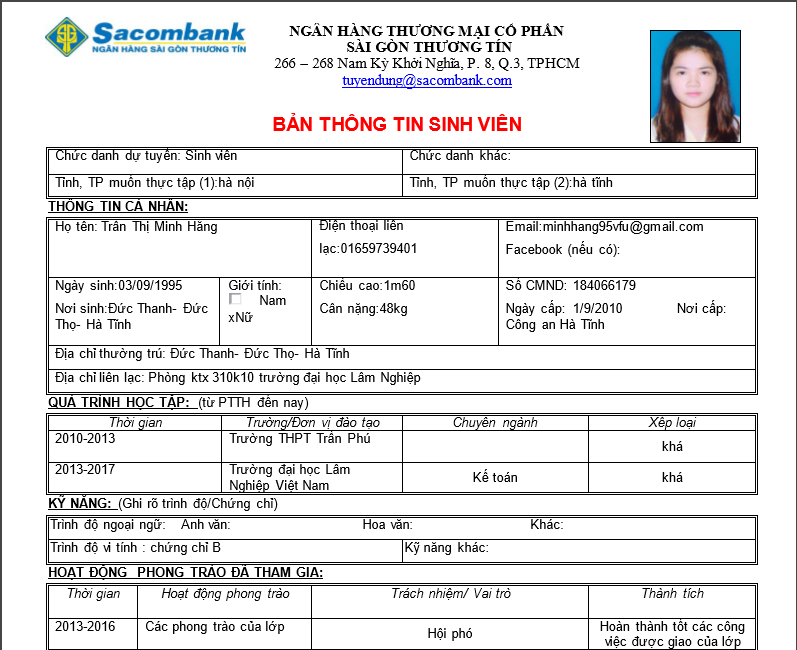 Sacombank
NGÂN HÀNG SÀI GÒN THƯƠNG TÍN
NGÂN HÀNG THƯƠNG MẠI CỔ PHẦN
SÀI GÒN THƯƠNG TÍN
266 – 268 Nam Kỳ Khởi Nghĩa, P. 8, Q.3, TPHCM
tuyendung@sacombank.com
BẢN THÔNG TIN SINH VIÊN
Chức danh dự tuyển: Sinh viên
Chức danh khác:
Tỉnh, TP muốn thực tập (1):hà nội
Tỉnh, TP muốn thực tập (2):hà tĩnh
THÔNG TIN CÁ NHÂN:
Họ tên: Trần Thị Minh Hằng
Điện thoại liên
lạc:01659739401
Email:minhhang95vfu@gmail.com
Facebook (nếu có):
Ngày sinh:03/09/1995
Nơi sinh:Đức Thanh- Đức
Thọ- Hà Tĩnh
Giới tính:
Nam
xNữ
Chiều cao:1m60
Cân nặng:48kg
Số CMND: 184066179
Ngày cấp: 1/9/2010 Nơi cấp:
Công an Hà Tĩnh
Địa chỉ thường trú: Đức Thanh- Đức Thọ- Hà Tĩnh
Địa chỉ liên lạc: Phòng ktx 310k10 trường đại học Lâm Nghiệp
QUÁ TRÌNH HỌC TẬP: (từ PTTH đến nay)
Thời gian
Trường/Đơn vị đào tạo
Chuyên ngành
Xếp loại
2010-2013
Trường THPT Trần Phú
khá
2013-2017
Trường đại học Lâm
Nghiệp Việt Nam
Kế toán
khá
KỸ NĂNG: (Ghi rõ trình độ/Chứng chỉ)
Trình độ ngoại ngữ: Anh văn: Hoa văn: Khác:
Trình độ vi tính : chứng chỉ B
Kỹ năng khác:
HOẠT ĐỘNG PHONG TRÀO ĐÃ THAM GIA:
Thời gian
Hoạt động phong trào
Trách nhiệm/ Vai trò
Thành tích
2013-2016
Các phong trào của lớp
Hội phó
Hoàn thành tốt các công
việc được giao của lớp